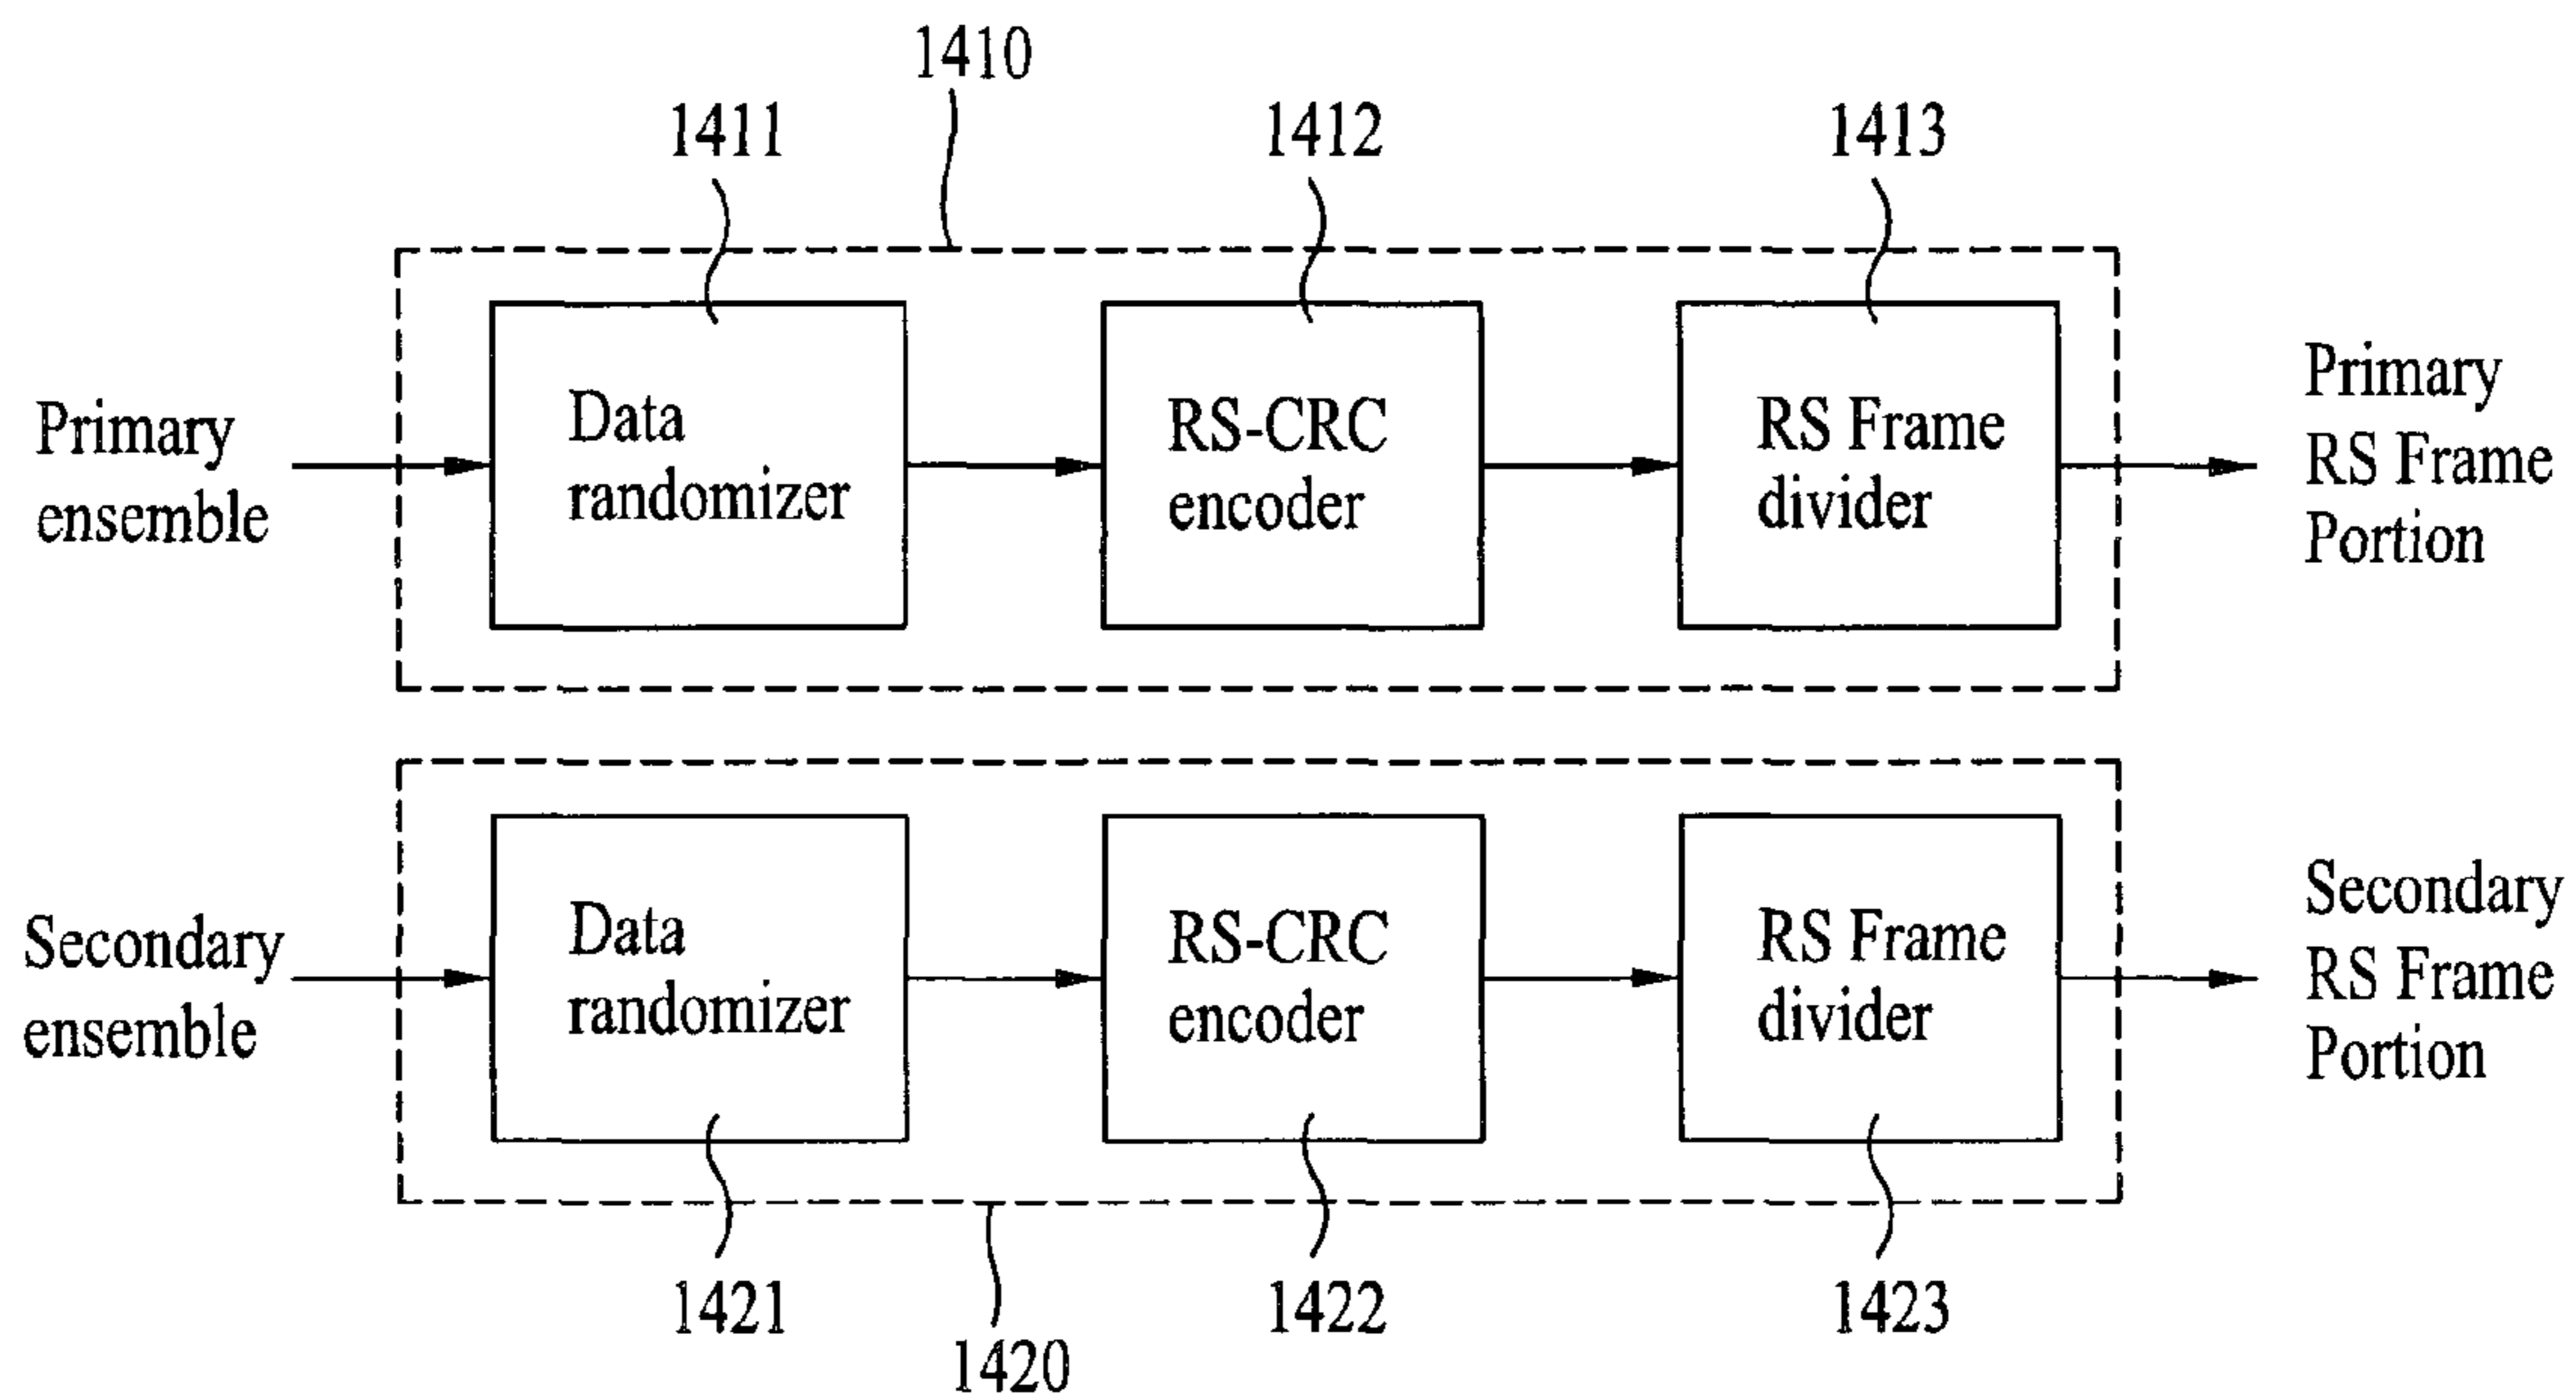 1410
1411
1412
1413
Primary
ensemble
Data
randomizer
RS-CRC
encoder
RS Frame
divider
Primary
RS Frame
Portion
Secondary
ensemble
Data
randomizer
RS-CRC
encoder
RS Frame
divider
Secondary
RS Frame
Portion
1421
1422
1423
1420